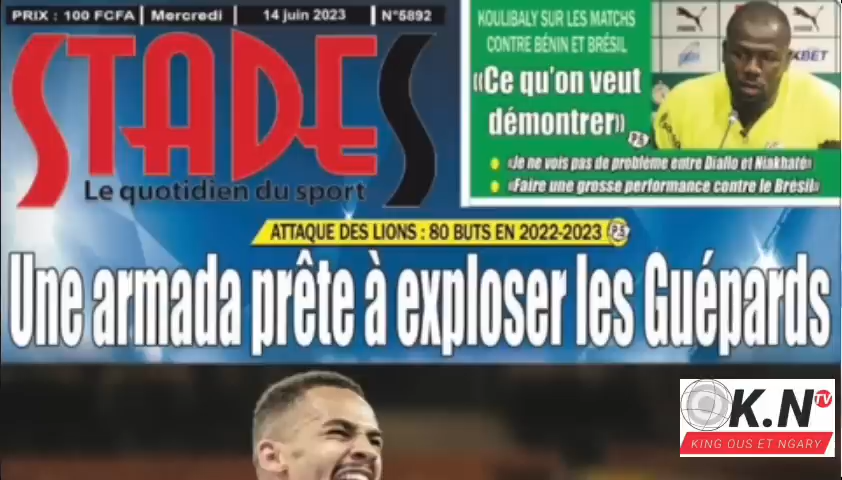 PRIX : 100 FCFA | Mercredi | 14 juin 2023 | N°5892
STADES
Le quotidien du sport
KOULIBALY SUR LES MATCHS
CONTRE BÉNIN ET BRÉSIL
«Ce qu'on veut
démontrer»
P.5
«Je ne vois pas de problème entre Diallo et Niakhaté»
«Faire une grosse performance contre le Brésil»
ATTAQUE DES LIONS : 80 BUTS EN 2022-2023 P.5
Une armada prête à exploser les Guépards
K.N TV
KING OUS ET NGARY